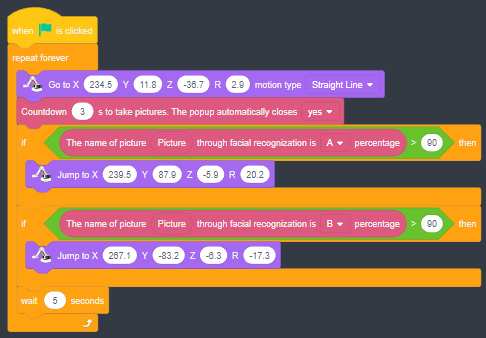 when is clicked
repeat forever
Go to X 234.5 Y 11.8 Z -36.7 R 2.9 motion type Straight Line
Countdown 3 s to take pictures. The popup automatically closes yes
if The name of picture Picture through facial recognization is A percentage > 90 then
Jump to X 239.5 Y 87.9 Z -5.9 R 20.2
if The name of picture Picture through facial recognization is B percentage > 90 then
Jump to X 267.1 Y -83.2 Z -6.3 R -17.3
wait 5 seconds